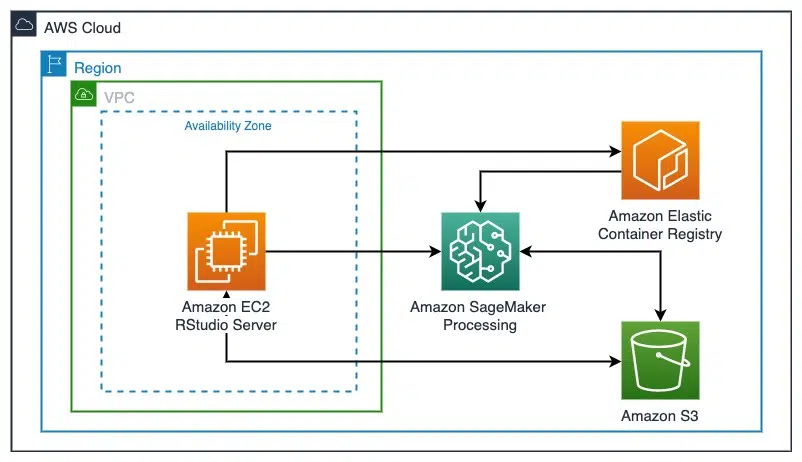 AWS Cloud
Region
VPC
Availability Zone
Amazon Elastic
Container Registry
Amazon EC2
RStudio Server
Amazon SageMaker
Processing
Amazon S3